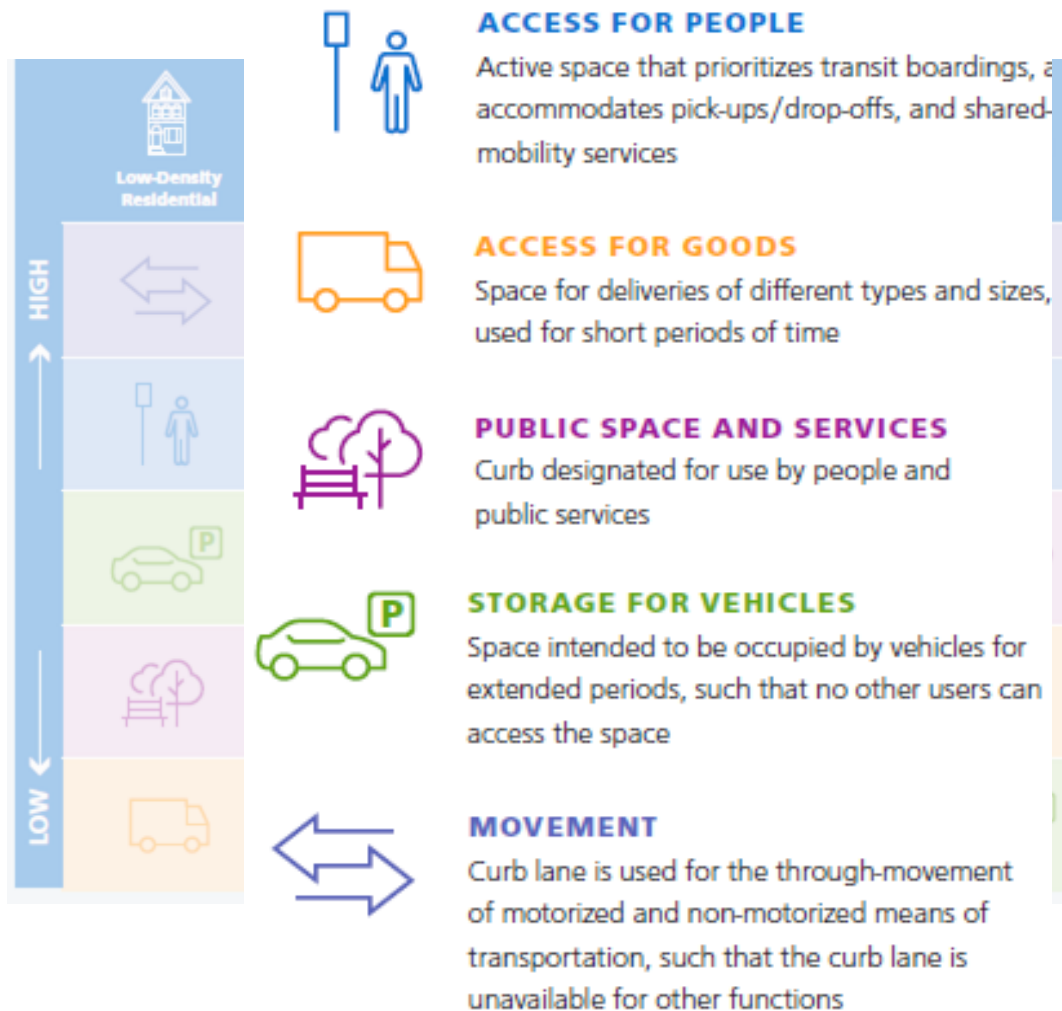 Low-Density
Residential
HIGH
LOW
P
ACCESS FOR PEOPLE
Active space that prioritizes transit boardings,
accommodates pick-ups/drop-offs, and shared-
mobility services
ACCESS FOR GOODS
Space for deliveries of different types and sizes,
used for short periods of time
PUBLIC SPACE AND SERVICES
Curb designated for use by people and
public services
P
STORAGE FOR VEHICLES
Space intended to be occupied by vehicles for
extended periods, such that no other users can
access the space
MOVEMENT
Curb lane is used for the through-movement
of motorized and non-motorized means of
transportation, such that the curb lane is
unavailable for other functions